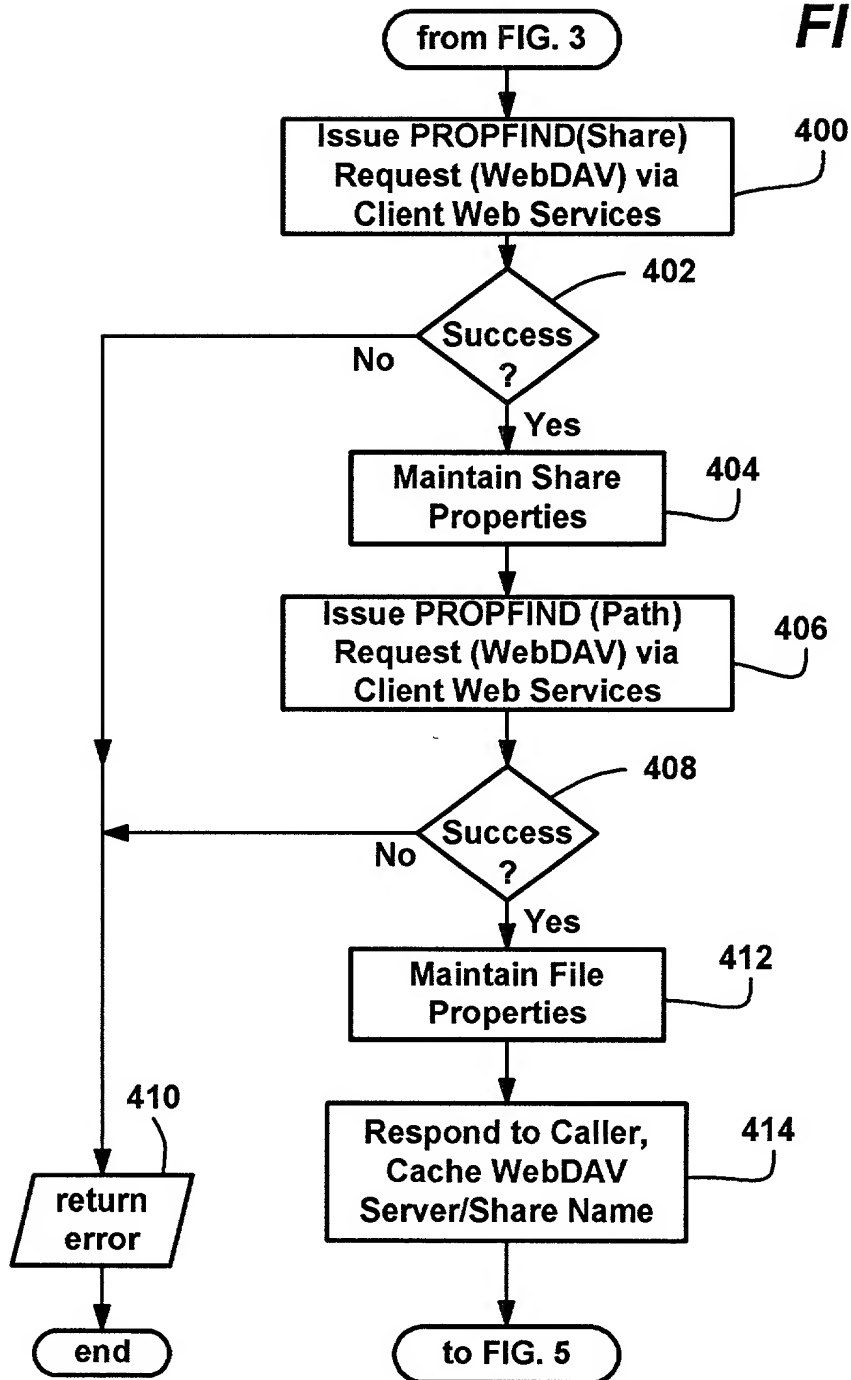 FI
from FIG. 3
Issue PROPFIND(Share)
Request (WebDAV) via
Client Web Services
400
402
Success
?
No
Yes
Maintain Share
Properties
404
Issue PROPFIND (Path)
Request (WebDAV) via
Client Web Services
406
408
Success
?
No
Yes
Maintain File
Properties
412
410
return
error
Respond to Caller,
Cache WebDAV
Server/Share Name
414
end
to FIG. 5